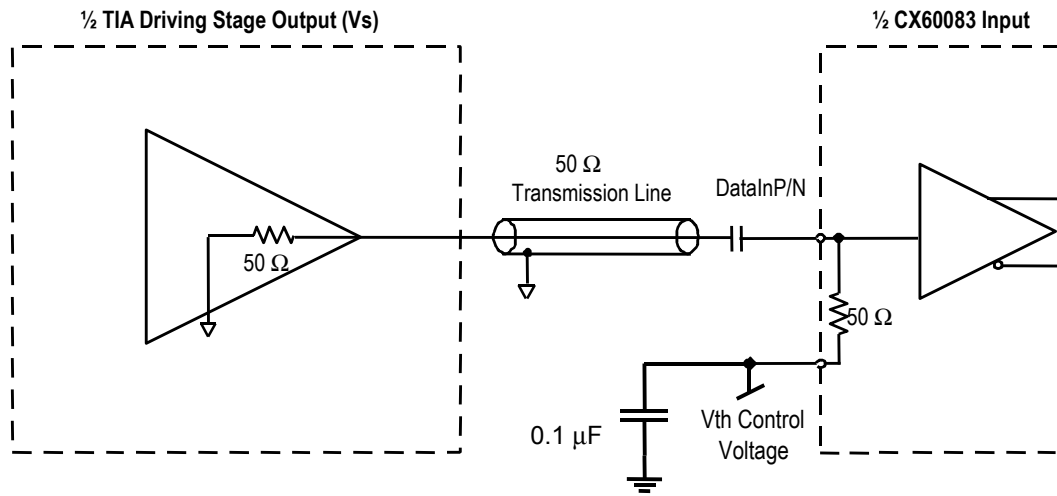 ½ TIA Driving Stage Output (Vs)
½ CX60083 Input
50 Ω
Transmission Line
DataInP/N
50 Ω
50 Ω
0.1 μF
Vth Control
Voltage